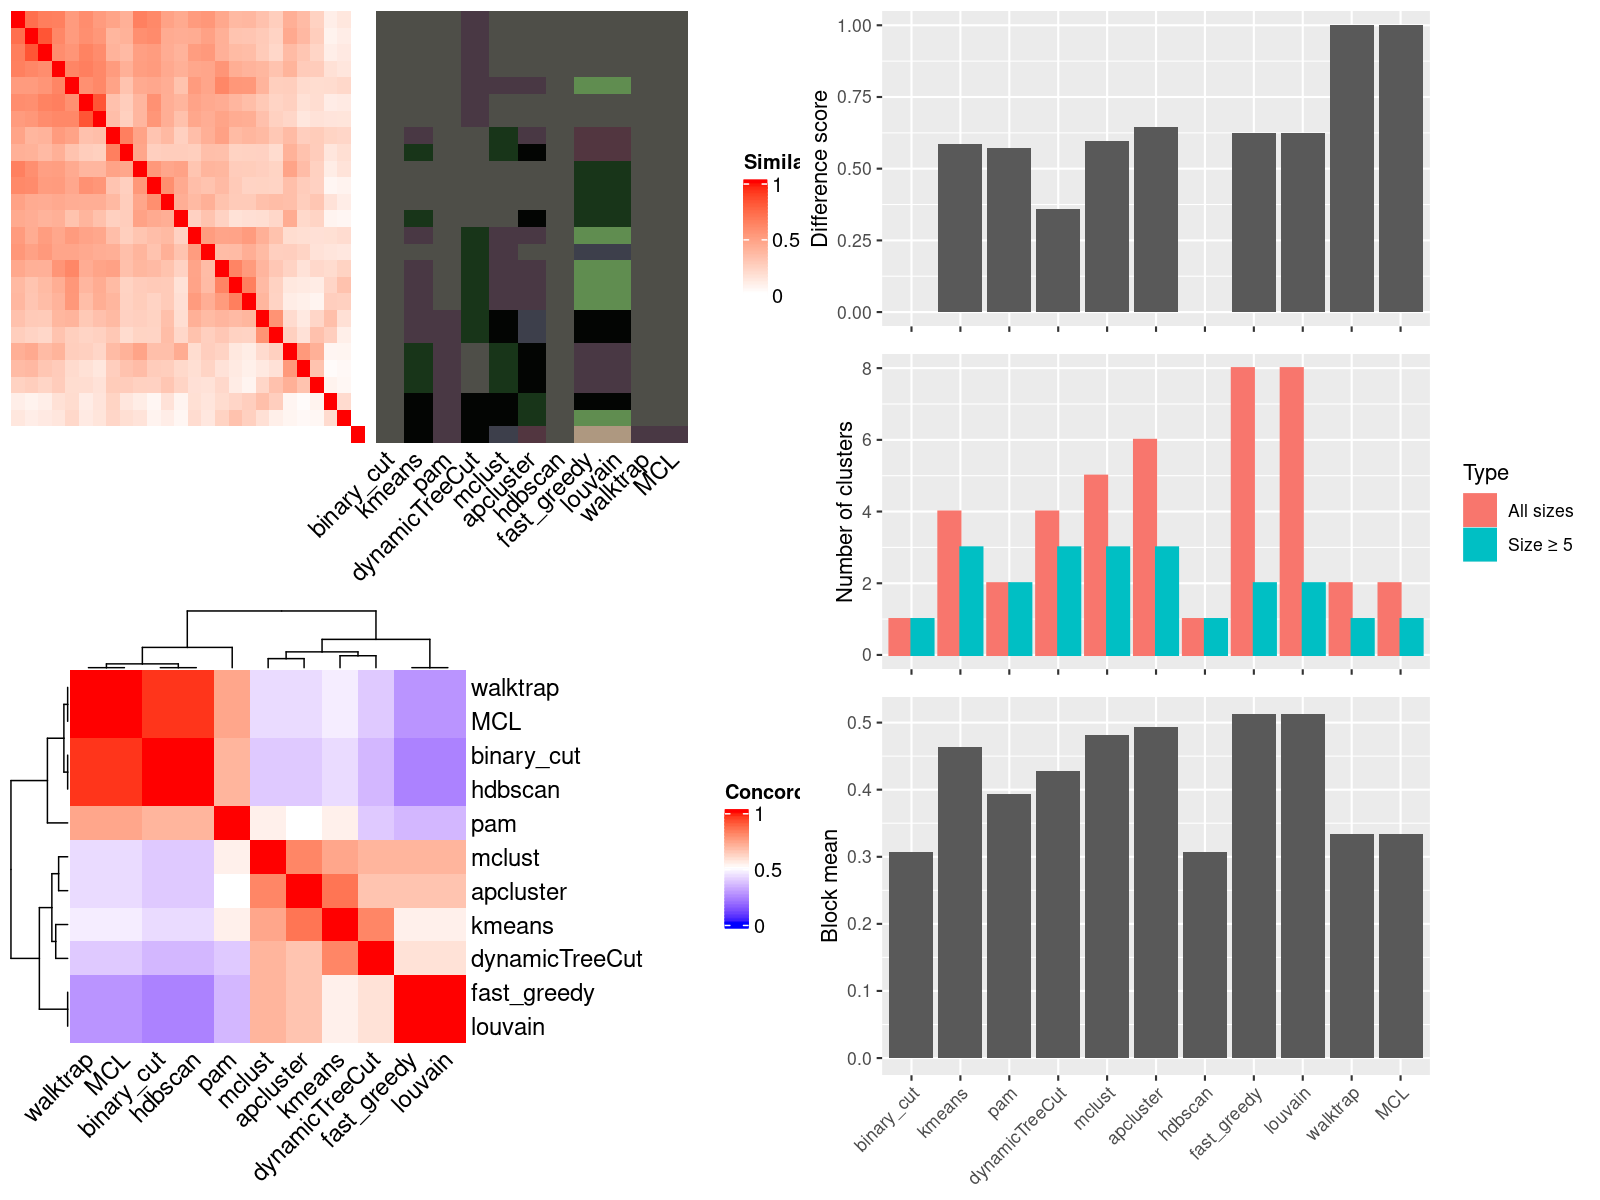 Simila
1
0.5
0
binary_cut
kmeans
pam
dynamicTreeCut
mclust
apcluster
hdbscan
fast_greedy
louvain
walktrap
MCL
Difference score
1.00
0.75
0.50
0.25
0.00
Number of clusters
8
6
4
2
0
Type
All sizes
Size ≥ 5
walktrap
MCL
binary_cut
hdbscan
pam
mclust
apcluster
kmeans
dynamicTreeCut
fast_greedy
louvain
walktrap
MCL
binary_cut
hdbscan
pam
mclust
apcluster
kmeans
dynamicTreeCut
fast_greedy
louvain
Concord
1
0.5
0
Block mean
0.5
0.4
0.3
0.2
0.1
0.0
binary_cut
kmeans
pam
dynamicTreeCut
mclust
apcluster
hdbscan
fast_greedy
louvain
walktrap
MCL